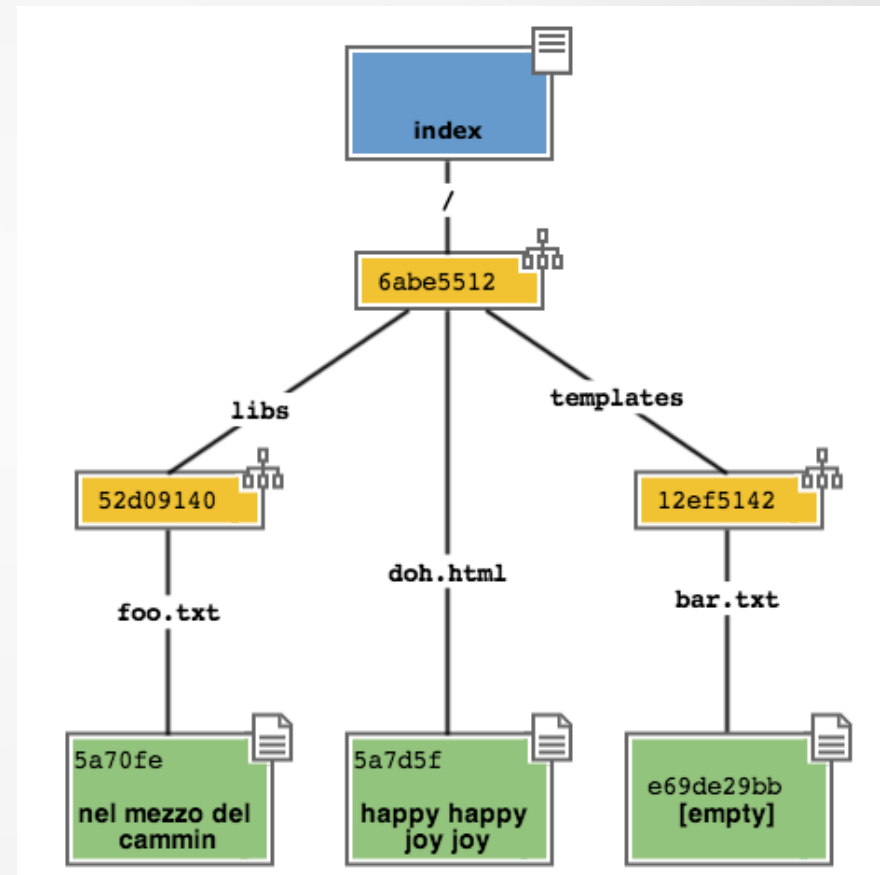 index
/
6abe5512
libs
templates
52d09140
12ef5142
doh.html
foo.txt
bar.txt
5a70fe
nel mezzo del
cammin
5a7d5f
happy happy
joy joy
e69de29bb
[empty]